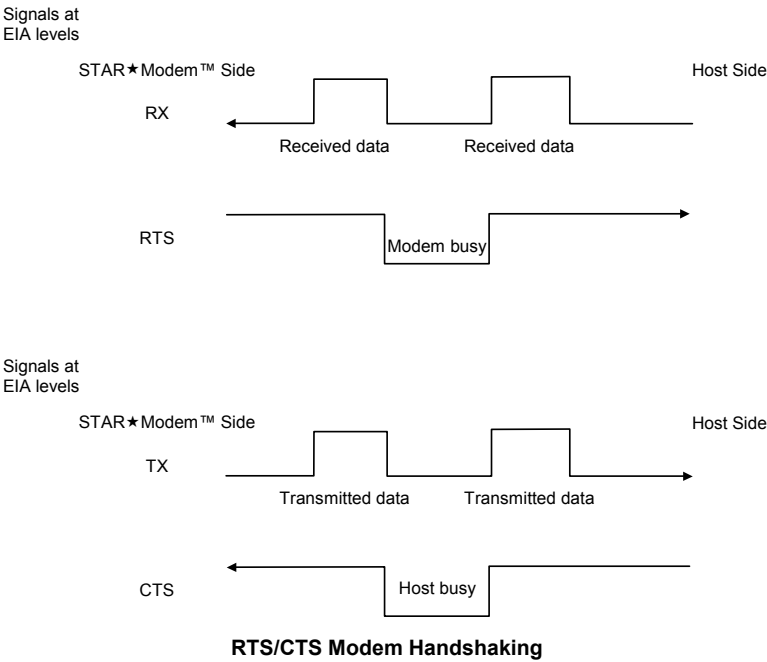 Signals at
EIA levels
STAR★Modem™ Side
Host Side
RX
Received data
Received data
RTS
Modem busy
Signals at
EIA levels
STAR★Modem™ Side
Host Side
TX
Transmitted data
Transmitted data
CTS
Host busy
RTS/CTS Modem Handshaking